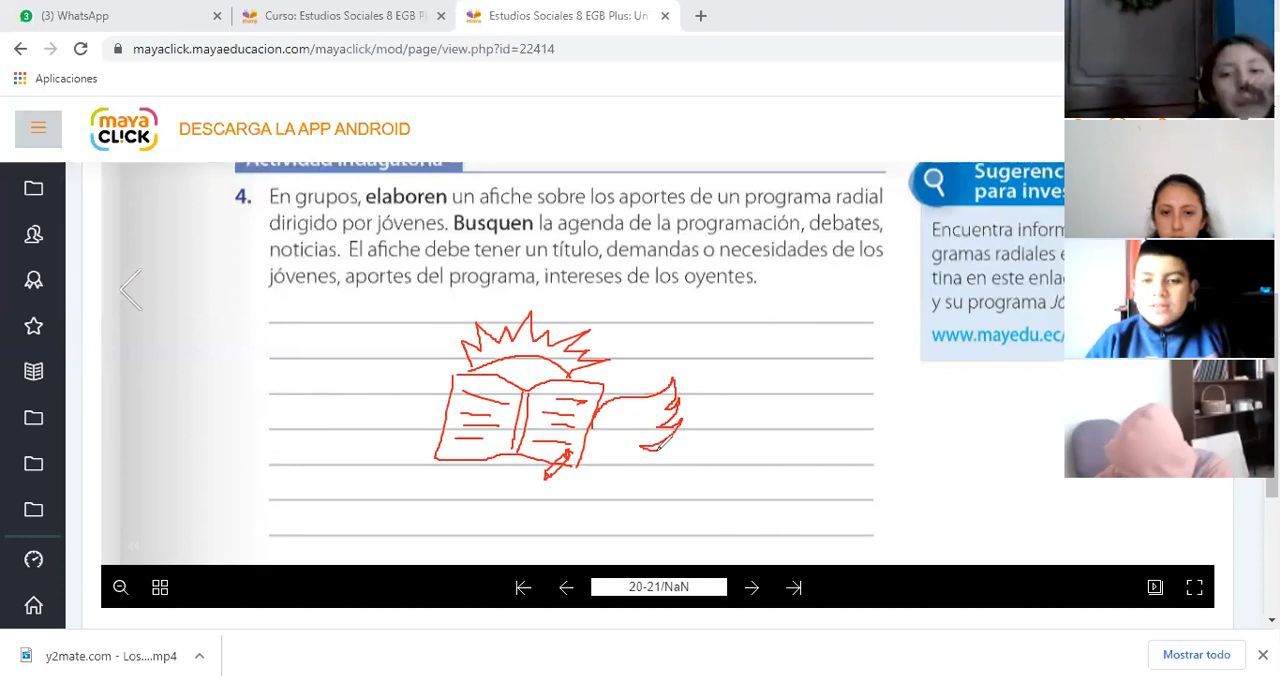 (3) WhatsApp
Curso: Estudios Sociales 8 EGB Pl
Estudios Sociales 8 EGB Plus: Un
mayaclick.mayaeducacion.com/mayaclick/mod/page/view.php?id=22414
Aplicaciones
maya CLICK
DESCARGA LA APP ANDROID
Actividad indagatoria
4. En grupos, elaboren un afiche sobre los aportes de un programa radial
dirigido por jóvenes. Busquen la agenda de la programación, debates,
noticias. El afiche debe tener un título, demandas o necesidades de los
jóvenes, aportes del programa, intereses de los oyentes.
Sugerenc
para inves
Encuentra inform
gramas radiales e
tina en este enla
y su programa Jó
www.mayedu.ec/
20-21/NaN
y2mate.com - Los....mp4
Mostrar todo